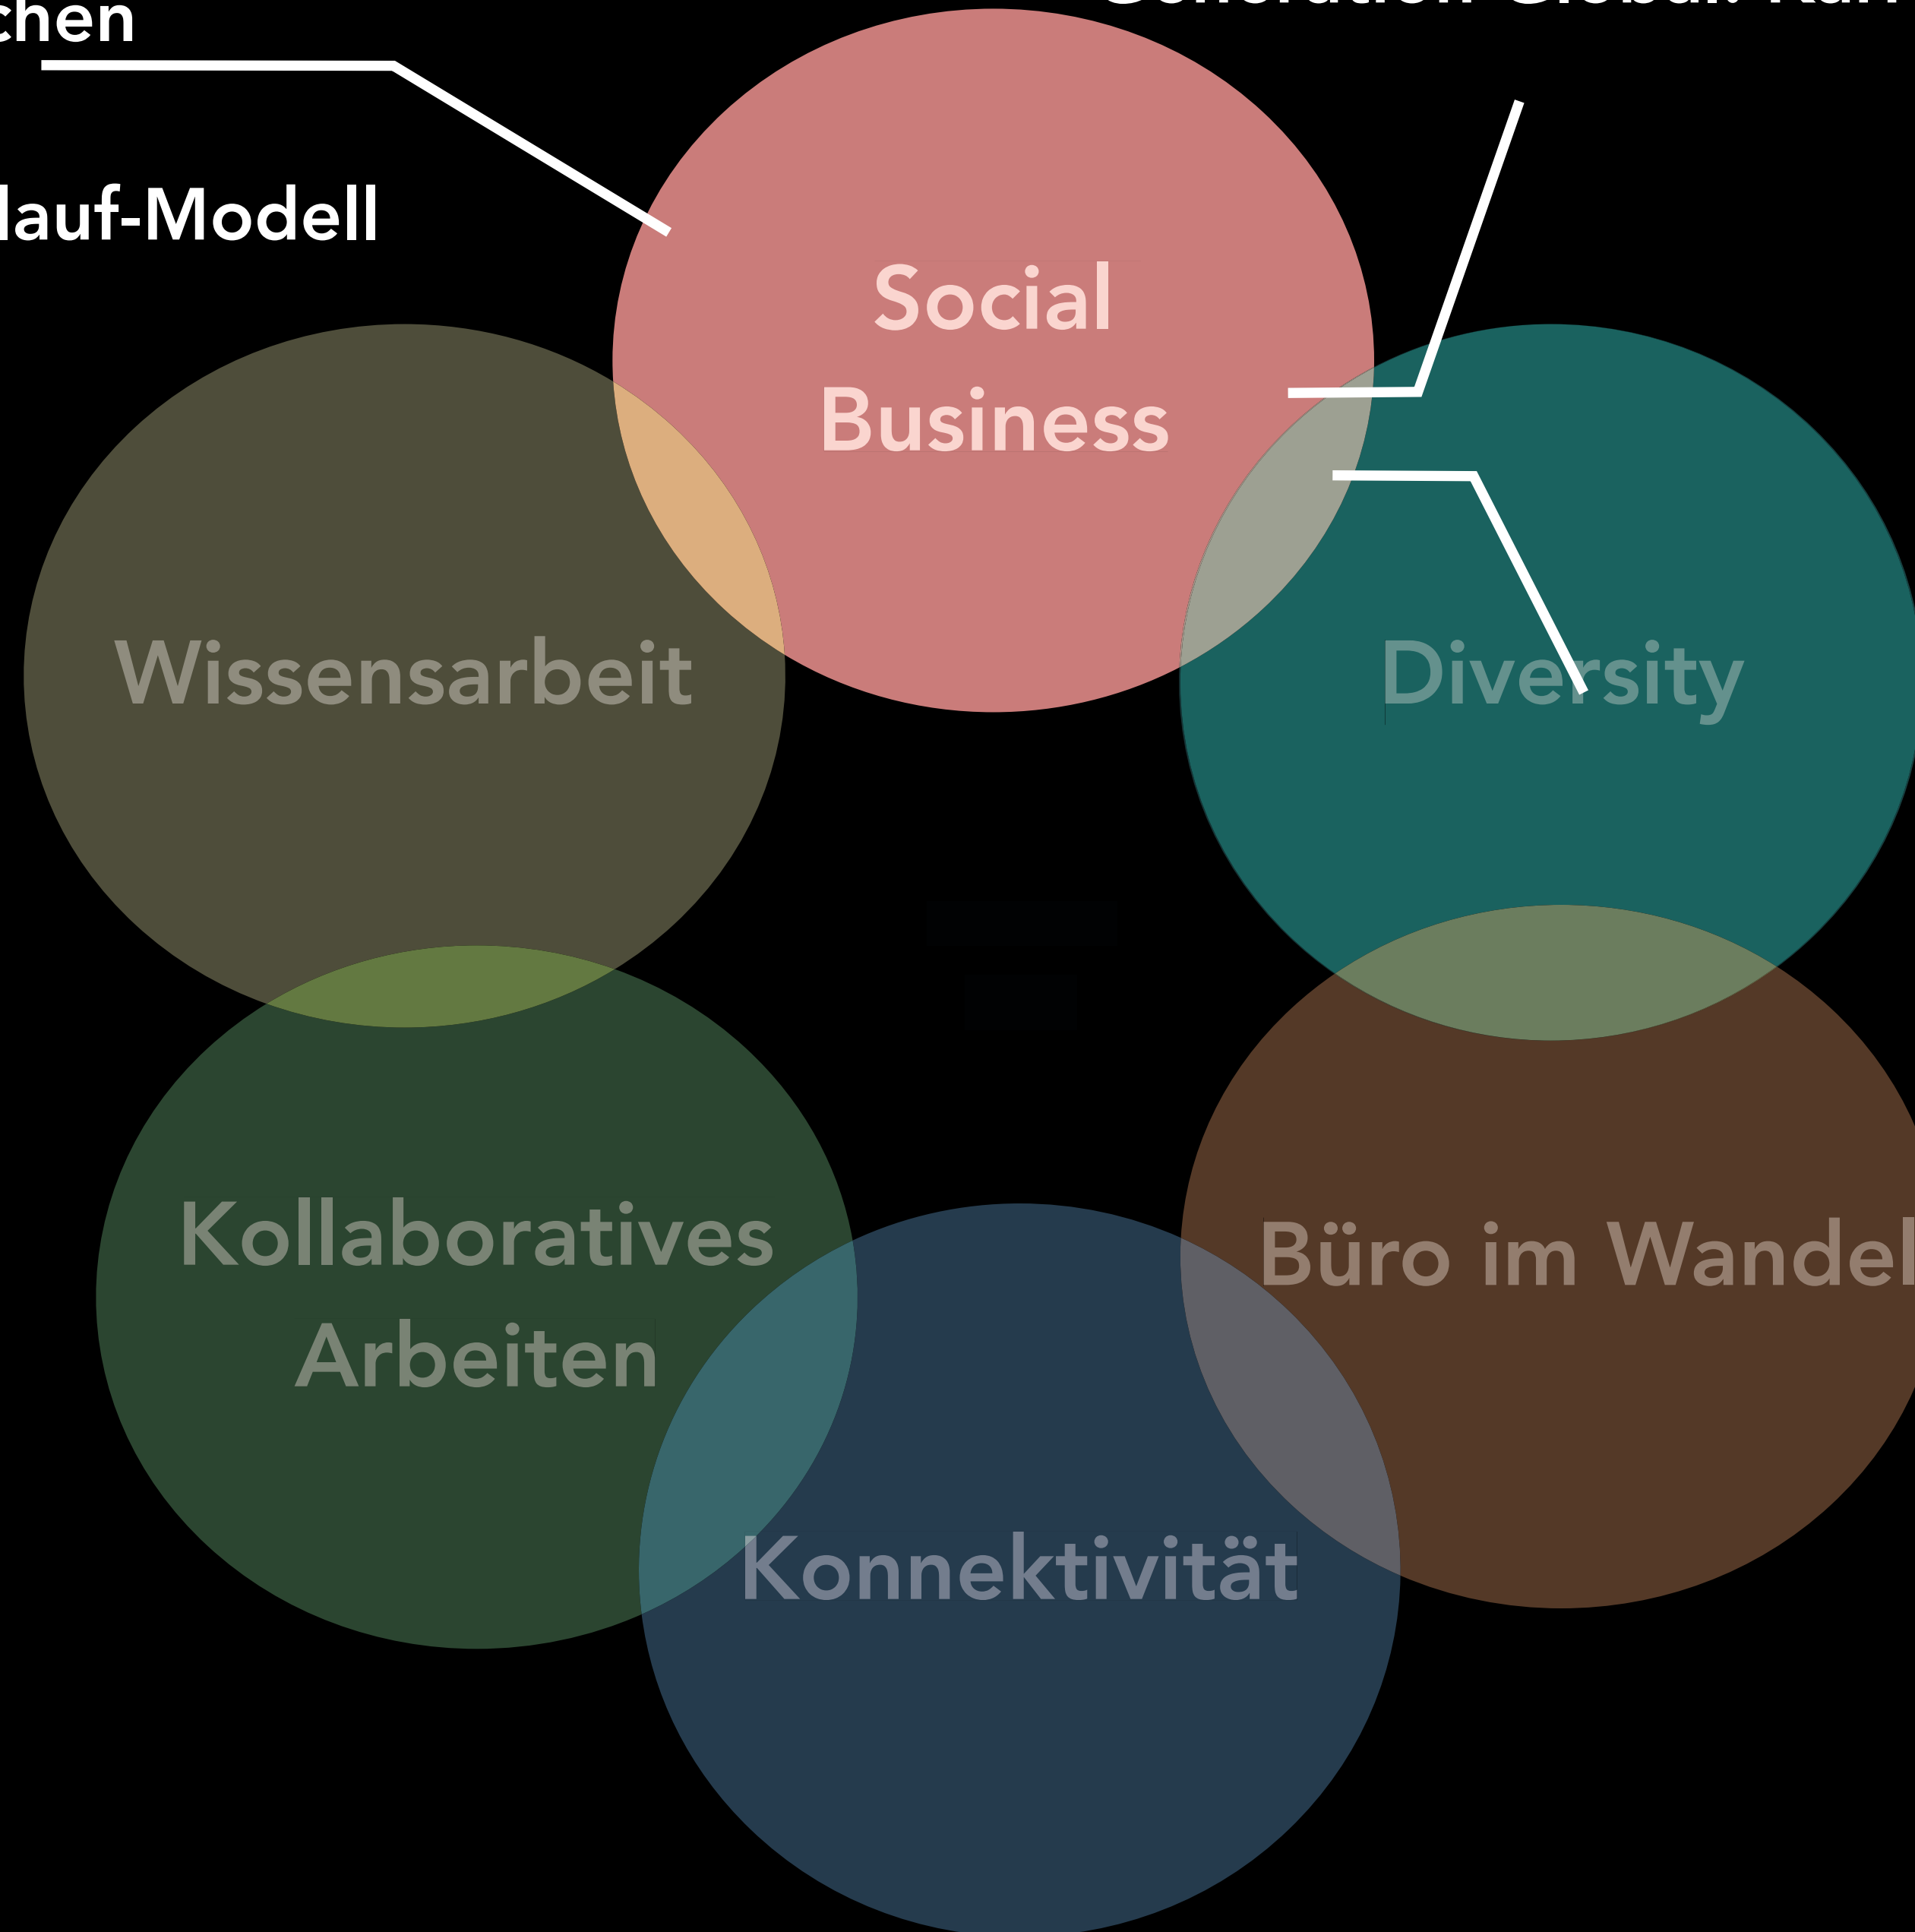 chen
lauf-Modell
Social
Business
Wissensarbeit
Diversity
Kollaboratives
Arbeiten
Büro im Wandel
Konnektivität